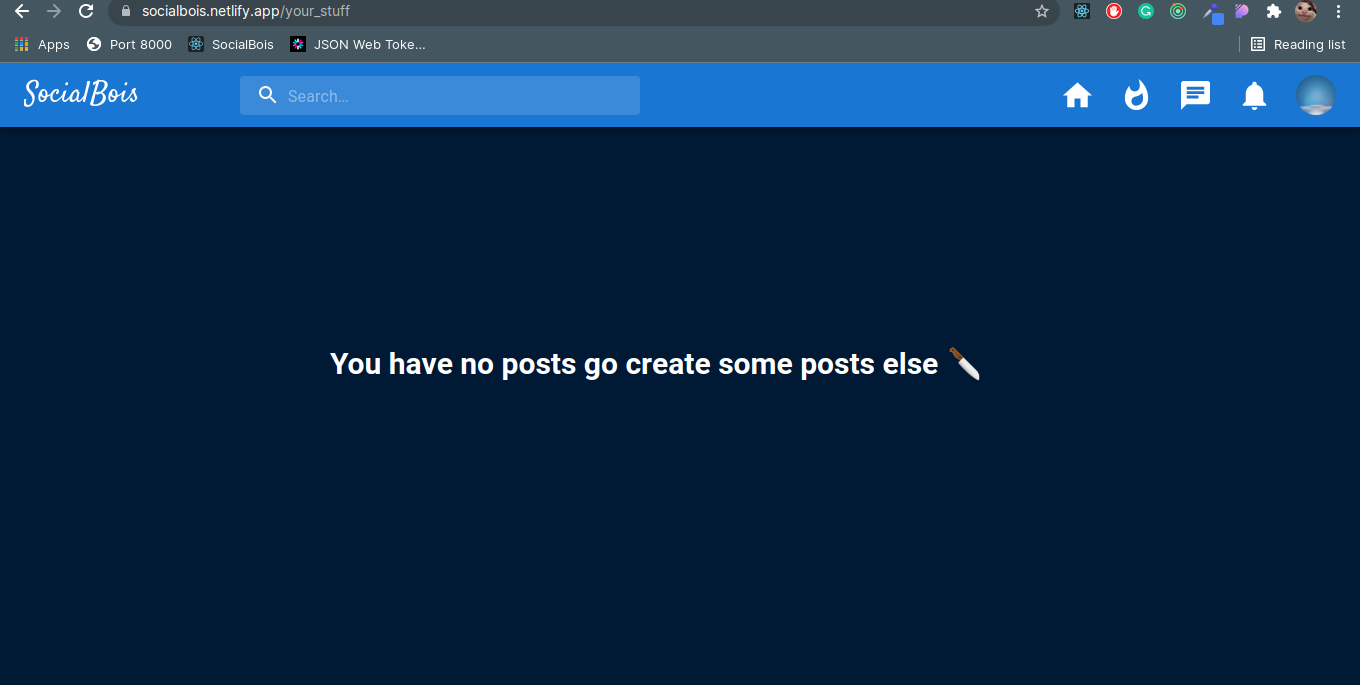 socialbois.netlify.app/your_stuff
Apps Port 8000 SocialBois JSON Web Toke... Reading list
SocialBois Search...
You have no posts go create some posts else 🔪